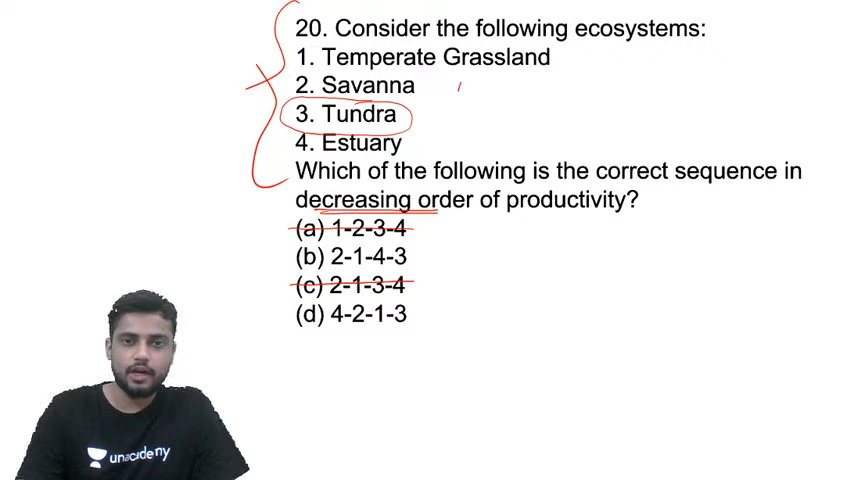 20. Consider the following ecosystems:
1. Temperate Grassland
2. Savanna
3. Tundra
4. Estuary
Which of the following is the correct sequence in
decreasing order of productivity?
(a) 1-2-3-4
(b) 2-1-4-3
(c) 2-1-3-4
(d) 4-2-1-3
unacademy